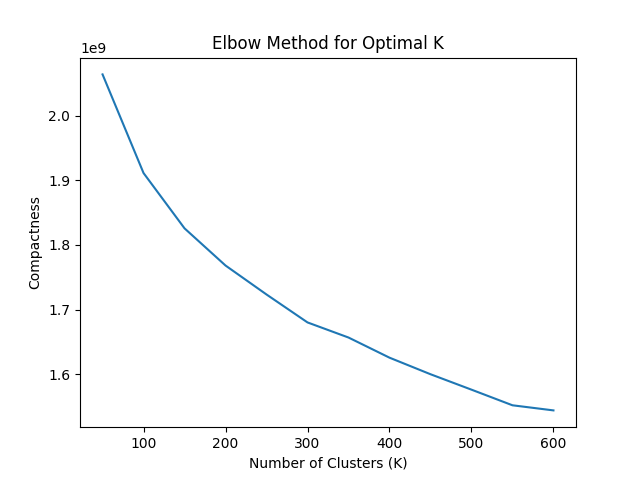 Elbow Method for Optimal K
1e9
2.0
1.9
1.8
1.7
1.6
Compactness
100 200 300 400 500 600
Number of Clusters (K)